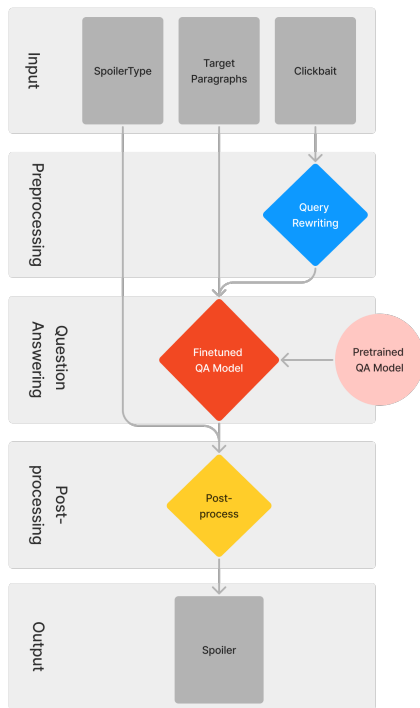 Input
SpoilerType
Target
Paragraphs
Clickbait
Preprocessing
Query
Rewriting
Question
Answering
Finetuned
QA Model
Pretrained
QA Model
Post-
processing
Post-
process
Output
Spoiler